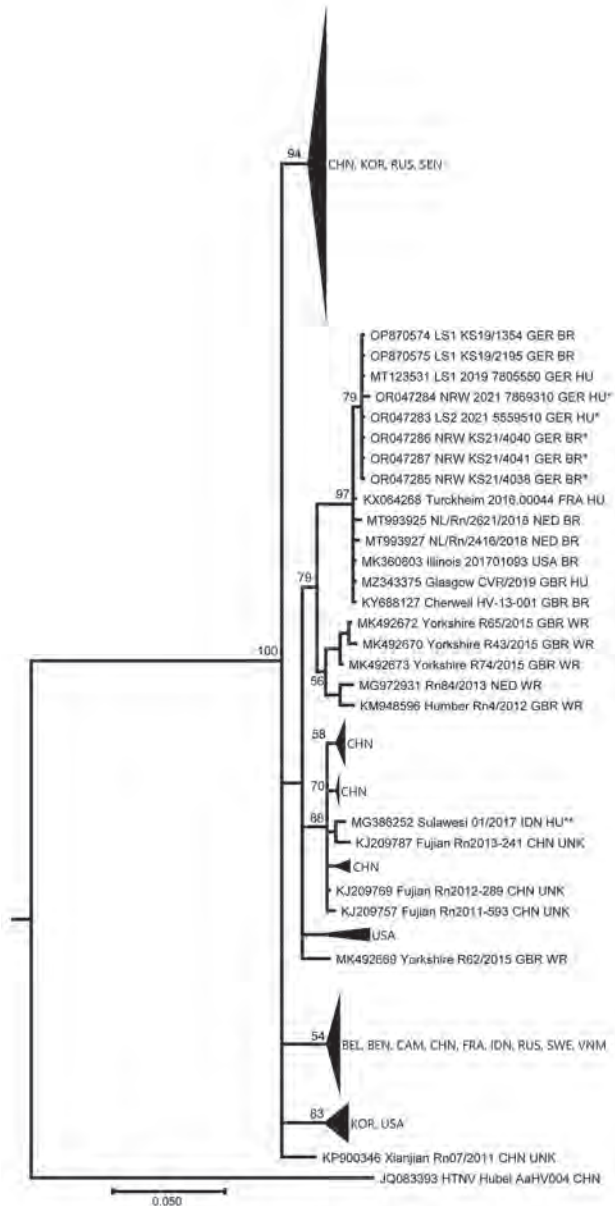 94
CHN, KOR, RUS, SEN
OP870574 LS1 KS19/1354 GER BR
OP870575 LS1 KS19/2195 GER BR
MT123531 LS1 2019 7805550 GER HU
79
OR047284 NRW 2021 7869310 GER HU*
OR047283 LS2 2021 5559510 GER HU*
OR047286 NRW KS21/4040 GER BR*
OR047287 NRW KS21/4041 GER BR*
OR047285 NRW KS21/4038 GER BR*
97
KX064268 Turckheim 2016.00044 FRA HU
MT993925 NL/Rn/2621/2018 NED BR
MT993927 NL/Rn/2416/2018 NED BR
MK360803 Illinois 201701093 USA BR
79
MZ343375 Glasgow CVR/2019 GBR HU
KY688127 Cherwell HV-13-001 GBR BR
MK492672 Yorkshire R65/2015 GBR WR
MK492670 Yorkshire R43/2015 GBR WR
100
MK492673 Yorkshire R74/2015 GBR WR
56
MG972931 Rn84/2013 NED WR
KM948596 Humber Rn4/2012 GBR WR
58
CHN
70
CHN
88
MG386252 Sulawesi 01/2017 IDN HU**
KJ209787 Fujian Rn2013-241 CHN UNK
CHN
KJ209769 Fujian Rn2012-289 CHN UNK
KJ209757 Fujian Rn2011-593 CHN UNK
USA
MK492669 Yorkshire R62/2015 GBR WR
54
BEL, BEN, CAM, CHN, FRA, IDN, RUS, SWE, VNM
83
KOR, USA
KP900346 Xianjian Rn07/2011 CHN UNK
JQ083393 HTNV Hubei AaHV004 CHN
0.050